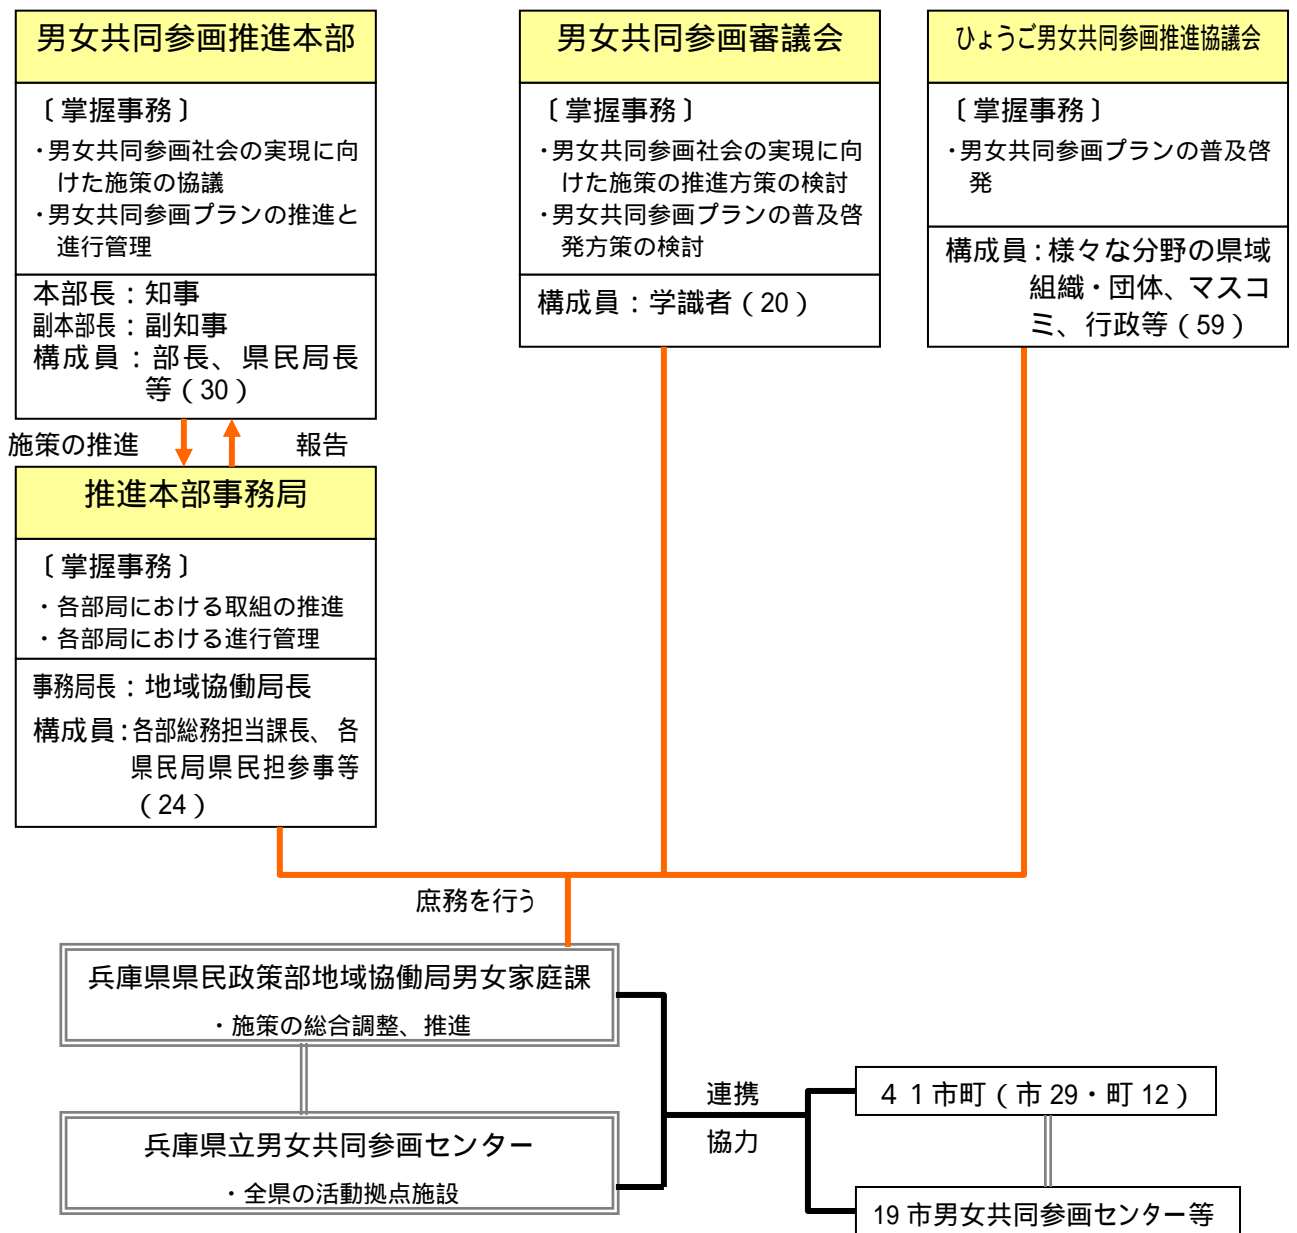 男女共同参画推進本部
〔掌握事務〕
・男女共同参画社会の実現に向
けた施策の協議
・男女共同参画プランの推進と
進行管理
本部長：知事
副本部長：副知事
構成員：部長、県民局長
等（30）
男女共同参画審議会
〔掌握事務〕
・男女共同参画社会の実現に向
けた施策の推進方策の検討
・男女共同参画プランの普及啓
発方策の検討
構成員：学識者（20）
ひょうご男女共同参画推進協議会
〔掌握事務〕
・男女共同参画プランの普及啓
発
構成員：様々な分野の県域
組織・団体、マスコ
ミ、行政等（59）
施策の推進
報告
推進本部事務局
〔掌握事務〕
・各部局における取組の推進
・各部局における進行管理
事務局長：地域協働局長
構成員：各部総務担当課長、各
県民局県民担参事等
（24）
庶務を行う
兵庫県県民政策部地域協働局男女家庭課
・施策の総合調整、推進
兵庫県立男女共同参画センター
・全県の活動拠点施設
連携
協力
４１市町（市29・町12）
19市男女共同参画センター等